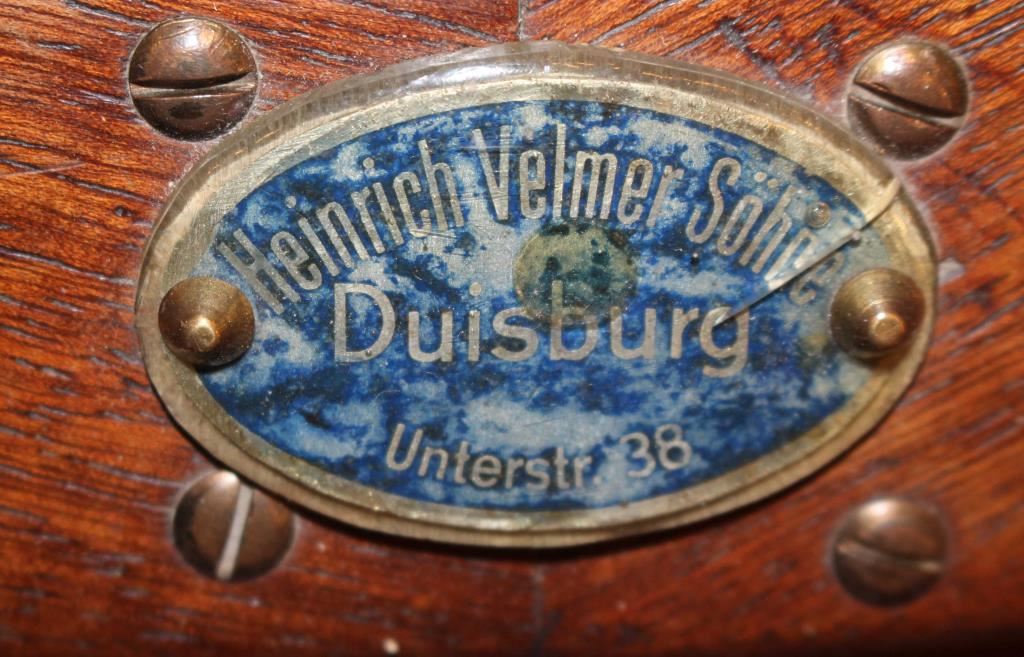 Heinrich Velmer Söhne
Duisburg
Unterstr. 38